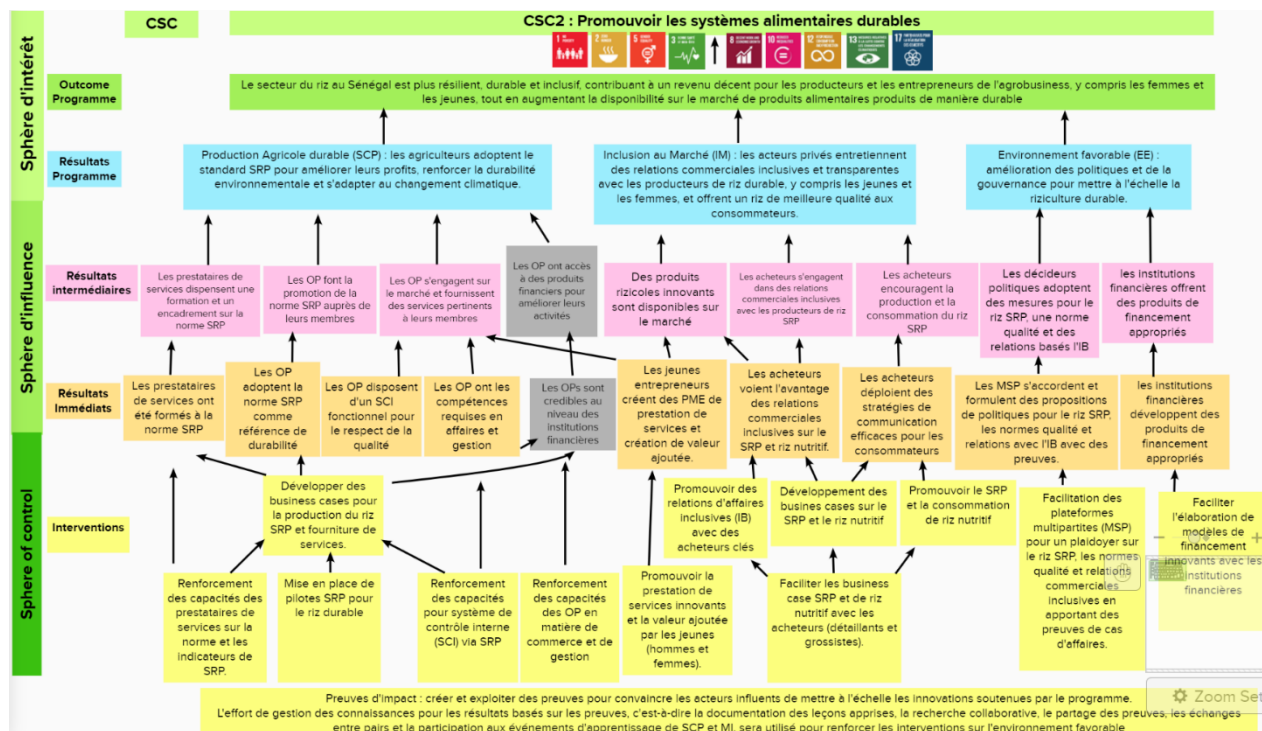 CSC
CSC2 : Promouvoir les systèmes alimentaires durables
Sphère d'intérêt
Outcome
Programme
Le secteur du riz au Sénégal est plus résilient, durable et inclusif, contribuant à un revenu décent pour les producteurs et les entrepreneurs de l'agrobusiness, y compris les femmes et
les jeunes, tout en augmentant la disponibilité sur le marché de produits alimentaires produits de manière durable
Résultats
Programme
Production Agricole durable (SCP) : les agriculteurs adoptent le
standard SRP pour améliorer leurs profits, renforcer la durabilité
environnementale et s'adapter au changement climatique.
Inclusion au Marché (IM) : les acteurs privés entretiennent
des relations commerciales inclusives et transparentes
avec les producteurs de riz durable, y compris les jeunes et
les femmes, et offrent un riz de meilleure qualité aux
consommateurs.
Environnement favorable (EE) :
amélioration des politiques et de la
gouvernance pour mettre à l'échelle la
riziculture durable.
Sphère d'influence
Résultats
intermédiaires
Les prestataires de
services dispensent une
formation et un
encadrement sur la
norme SRP
Les OP font la
promotion de la
norme SRP auprès de
leurs membres
Les OP s'engagent sur
le marché et fournissent
des services pertinents
à leurs membres
Les OP ont accès
à des produits
financiers pour
améliorer leurs
activités
Des produits
rizicoles innovants
sont disponibles sur
le marché
Les acheteurs s'engagent
dans des relations
commerciales inclusives
avec les producteurs de riz
SRP
Les acheteurs
encouragent la
production et la
consommation du riz
SRP
Les décideurs
politiques adoptent
des mesures pour le
riz SRP, une norme
qualité et des
relations basés l'IB
les institutions
financières offrent
des produits de
financement
appropriés
Résultats
Immédiats
Les prestataires
de services ont
été formés à la
norme SRP
Les OP
adoptent la
norme SRP
comme
référence de
durabilité
Les OP disposent
d'un SCI
fonctionnel pour
le respect de la
qualité
Les OP ont les
compétences
requises en
affaires et
gestion
Les OPs sont
credibles au
niveau des
institutions
financières
Les jeunes
entrepreneurs
créent des PME de
prestation de
services et
création de valeur
ajoutée.
Les acheteurs
voient l'avantage
des relations
commerciales
inclusives sur le
SRP et riz nutritif.
Les acheteurs
déploient des
stratégies de
communication
efficaces pour les
consommateurs
Les MSP s'accordent et
formulent des propositions
de politiques pour le riz SRP,
les normes qualité et
relations avec l'IB avec des
preuves.
les institutions
financières
développent des
produits de
financement
appropriés
Sphere of control
Interventions
Développer des
business cases pour
la production du riz
SRP et fourniture de
services.
Promouvoir des
relations d'affaires
inclusives (IB)
avec des
acheteurs clés
Développement des
busines cases sur le
SRP et le riz nutritif
Promouvoir le SRP
et la consommation
de riz nutritif
Facilitation des
plateformes
multipartites (MSP)
pour un plaidoyer sur
le riz SRP, les normes
qualité et relations
commerciales
inclusives en
apportant des
preuves de cas
d'affaires.
Faciliter
l'élaboration de
modèles de
financement
innovants avec les
institutions
financières
Renforcement
des capacités des
prestataires de
services sur la
norme et les
indicateurs de
SRP.
Mise en place de
pilotes SRP pour
le riz durable
Renforcement
des capacités
pour système de
contrôle interne
(SCI) via SRP
Renforcement
des capacités
des OP en
matière de
commerce et de
gestion
Promouvoir la
prestation de
services innovants
et la valeur ajoutée
par les jeunes
(hommes et
femmes).
Faciliter les business
case SRP et de riz
nutritif avec les
acheteurs (détaillants et
grossistes).
Preuves d'impact : créer et exploiter des preuves pour convaincre les acteurs influents de mettre à l'échelle les innovations soutenues par le programme.
L'effort de gestion des connaissances pour les résultats basés sur les preuves, c'est-à-dire la documentation des leçons apprises, la recherche collaborative, le partage des preuves, les échanges
entre pairs et la participation aux événements d'apprentissage de SCP et MI, sera utilisé pour renforcer les interventions sur l'environnement favorable
Zoom Set